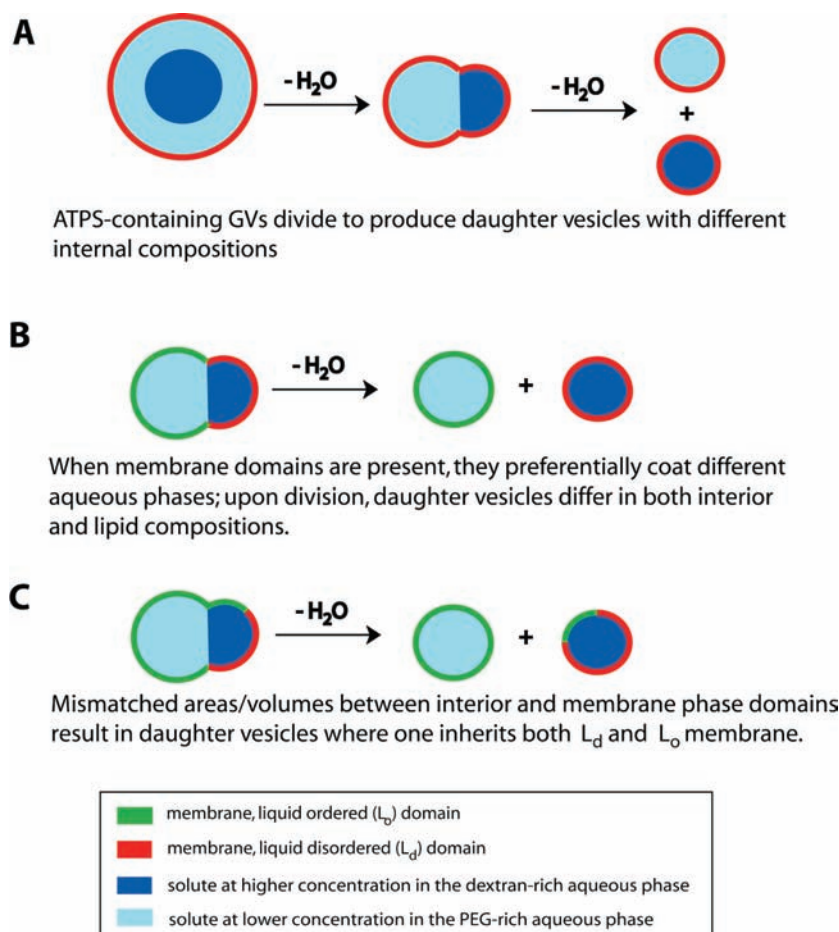 A
-H₂O
-H₂O
+
ATPS-containing GVs divide to produce daughter vesicles with different
internal compositions
B
-H₂O
+
When membrane domains are present, they preferentially coat different
aqueous phases; upon division, daughter vesicles differ in both interior
and lipid compositions.
C
-H₂O
+
Mismatched areas/volumes between interior and membrane phase domains
result in daughter vesicles where one inherits both L_d and L_o membrane.
membrane, liquid ordered (L_o) domain
membrane, liquid disordered (L_d) domain
solute at higher concentration in the dextran-rich aqueous phase
solute at lower concentration in the PEG-rich aqueous phase